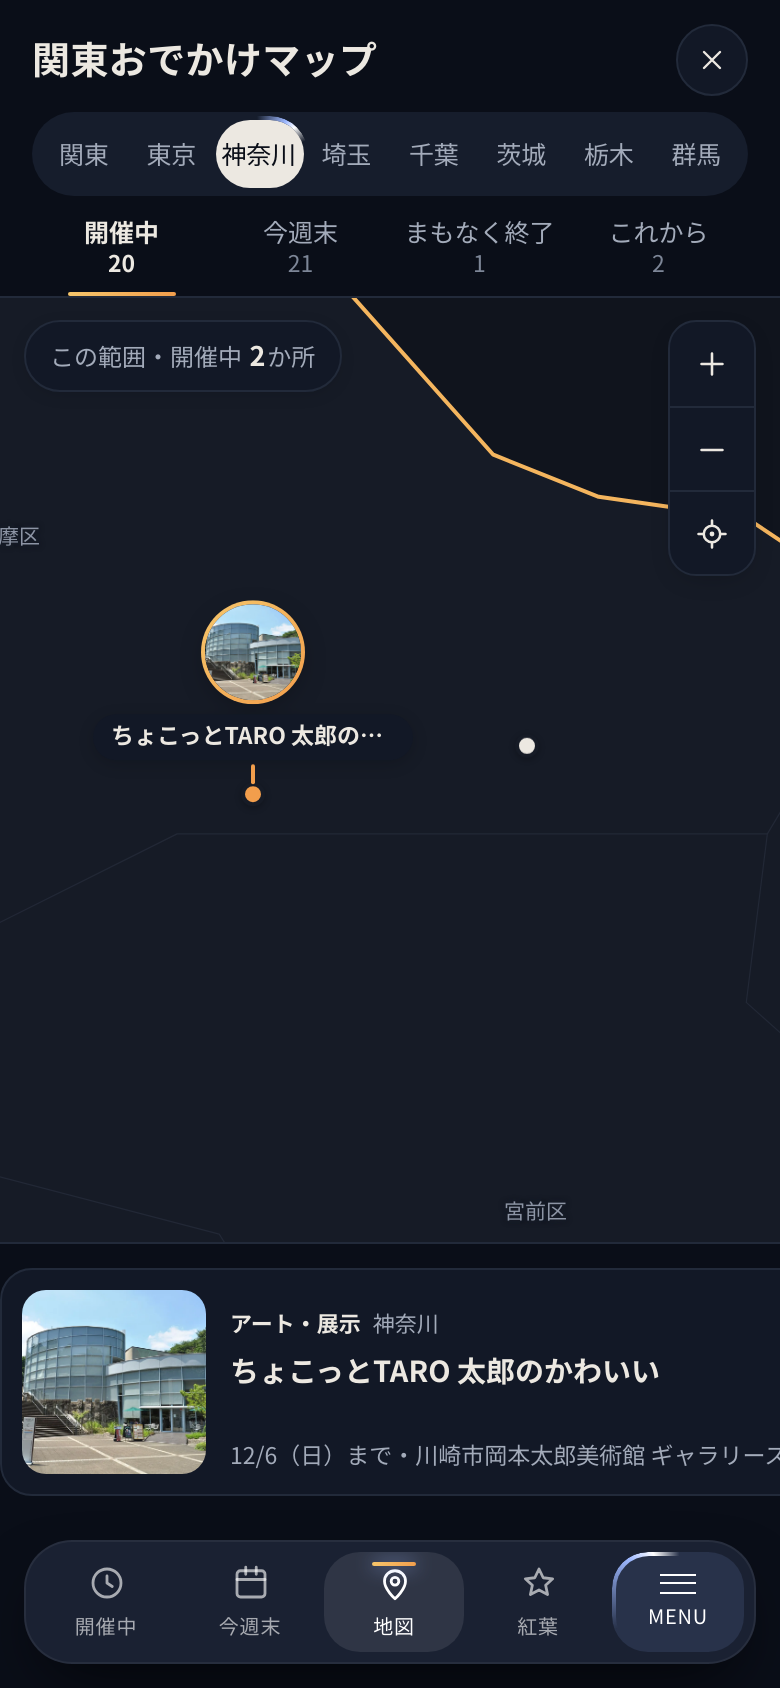 関東おでかけマップ
関東 東京 神奈川 埼玉 千葉 茨城 栃木 群馬
開催中 今週末 まもなく終了 これから
20 21 1 2
この範囲・開催中 2か所
摩区
ちょこっとTARO 太郎の…
宮前区
アート・展示 神奈川
ちょこっとTARO 太郎のかわいい
12/6（日）まで・川崎市岡本太郎美術館 ギャラリース
開催中 今週末 地図 紅葉 MENU